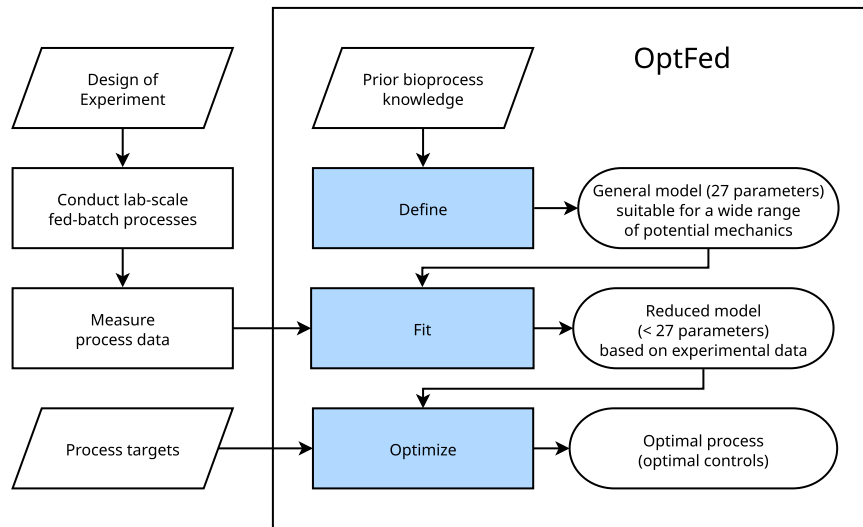 OptFed
Design of
Experiment
Prior bioprocess
knowledge
Conduct lab-scale
fed-batch processes
Define
General model (27 parameters)
suitable for a wide range
of potential mechanics
Measure
process data
Fit
Reduced model
(< 27 parameters)
based on experimental data
Process targets
Optimize
Optimal process
(optimal controls)